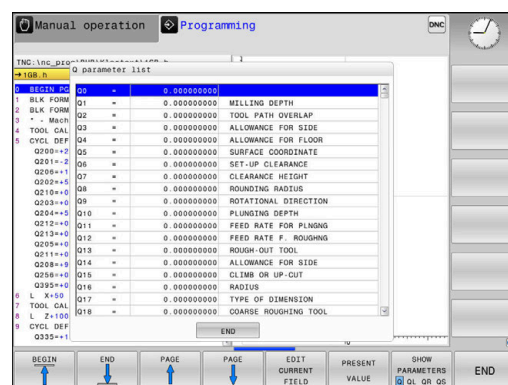 Manual operation
Programming
DNC
→1GB.h
Q parameter list
0 BEGIN PG
1 BLK FORM
2 BLK FORM
3 * - Mach
4 TOOL CAL
5 CYCL DEF
Q200=+2
Q201=-2
Q206=+1
Q202=+5
Q210=+0
Q203=+0
Q204=+5
Q212=+0
Q213=+0
Q205=+0
Q211=+0
Q208=+9
Q256=+0
Q395=+0
6 L X+50
7 TOOL CAL
8 L Z+100
9 CYCL DEF
Q335=+1
Q0 = 0.000000000
Q1 = 0.000000000 MILLING DEPTH
Q2 = 0.000000000 TOOL PATH OVERLAP
Q3 = 0.000000000 ALLOWANCE FOR SIDE
Q4 = 0.000000000 ALLOWANCE FOR FLOOR
Q5 = 0.000000000 SURFACE COORDINATE
Q6 = 0.000000000 SET-UP CLEARANCE
Q7 = 0.000000000 CLEARANCE HEIGHT
Q8 = 0.000000000 ROUNDING RADIUS
Q9 = 0.000000000 ROTATIONAL DIRECTION
Q10 = 0.000000000 PLUNGING DEPTH
Q11 = 0.000000000 FEED RATE FOR PLNGNG
Q12 = 0.000000000 FEED RATE F. ROUGHNG
Q13 = 0.000000000 ROUGH-OUT TOOL
Q14 = 0.000000000 ALLOWANCE FOR SIDE
Q15 = 0.000000000 CLIMB OR UP-CUT
Q16 = 0.000000000 RADIUS
Q17 = 0.000000000 TYPE OF DIMENSION
Q18 = 0.000000000 COARSE ROUGHING TOOL
END
BEGIN
END
PAGE
PAGE
EDIT
CURRENT
FIELD
PRESENT
VALUE
SHOW
PARAMETERS
Q QL QR QS
END